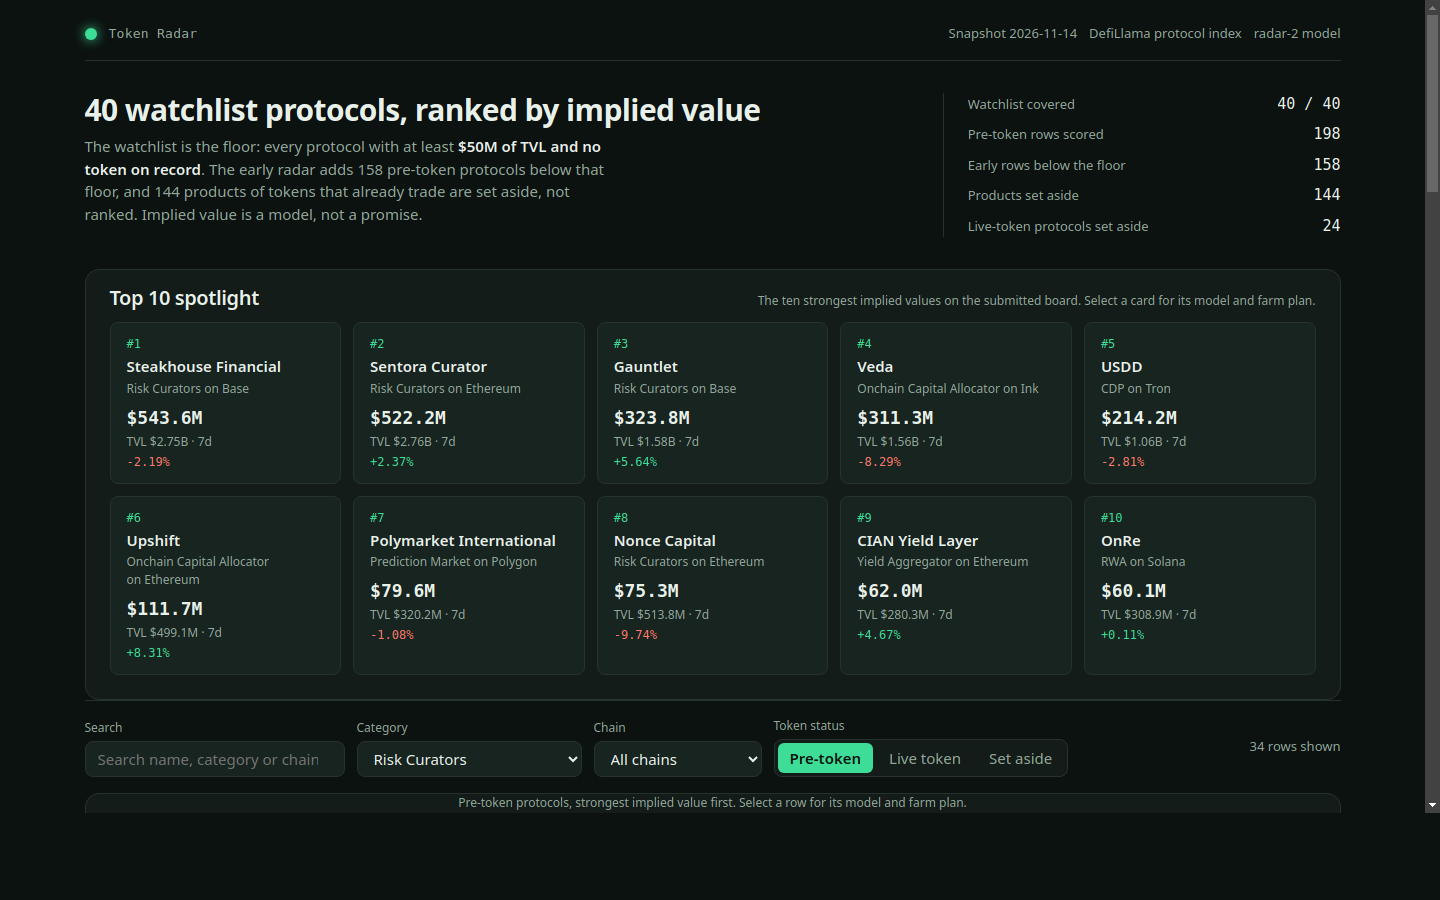 Token Radar
Snapshot 2026-11-14 DefiLlama protocol index radar-2 model
40 watchlist protocols, ranked by implied value
The watchlist is the floor: every protocol with at least $50M of TVL and no
token on record. The early radar adds 158 pre-token protocols below that
floor, and 144 products of tokens that already trade are set aside, not
ranked. Implied value is a model, not a promise.
Watchlist covered 40 / 40
Pre-token rows scored 198
Early rows below the floor 158
Products set aside 144
Live-token protocols set aside 24
Top 10 spotlight
The ten strongest implied values on the submitted board. Select a card for its model and farm plan.
#1
Steakhouse Financial
Risk Curators on Base
$543.6M
TVL $2.75B · 7d
-2.19%
#2
Sentora Curator
Risk Curators on Ethereum
$522.2M
TVL $2.76B · 7d
+2.37%
#3
Gauntlet
Risk Curators on Base
$323.8M
TVL $1.58B · 7d
+5.64%
#4
Veda
Onchain Capital Allocator on Ink
$311.3M
TVL $1.56B · 7d
-8.29%
#5
USDD
CDP on Tron
$214.2M
TVL $1.06B · 7d
-2.81%
#6
Upshift
Onchain Capital Allocator
on Ethereum
$111.7M
TVL $499.1M · 7d
+8.31%
#7
Polymarket International
Prediction Market on Polygon
$79.6M
TVL $320.2M · 7d
-1.08%
#8
Nonce Capital
Risk Curators on Ethereum
$75.3M
TVL $513.8M · 7d
-9.74%
#9
CIAN Yield Layer
Yield Aggregator on Ethereum
$62.0M
TVL $280.3M · 7d
+4.67%
#10
OnRe
RWA on Solana
$60.1M
TVL $308.9M · 7d
+0.11%
Search
Search name, category or chain
Category
Risk Curators
Chain
All chains
Token status
Pre-token Live token Set aside
34 rows shown
Pre-token protocols, strongest implied value first. Select a row for its model and farm plan.